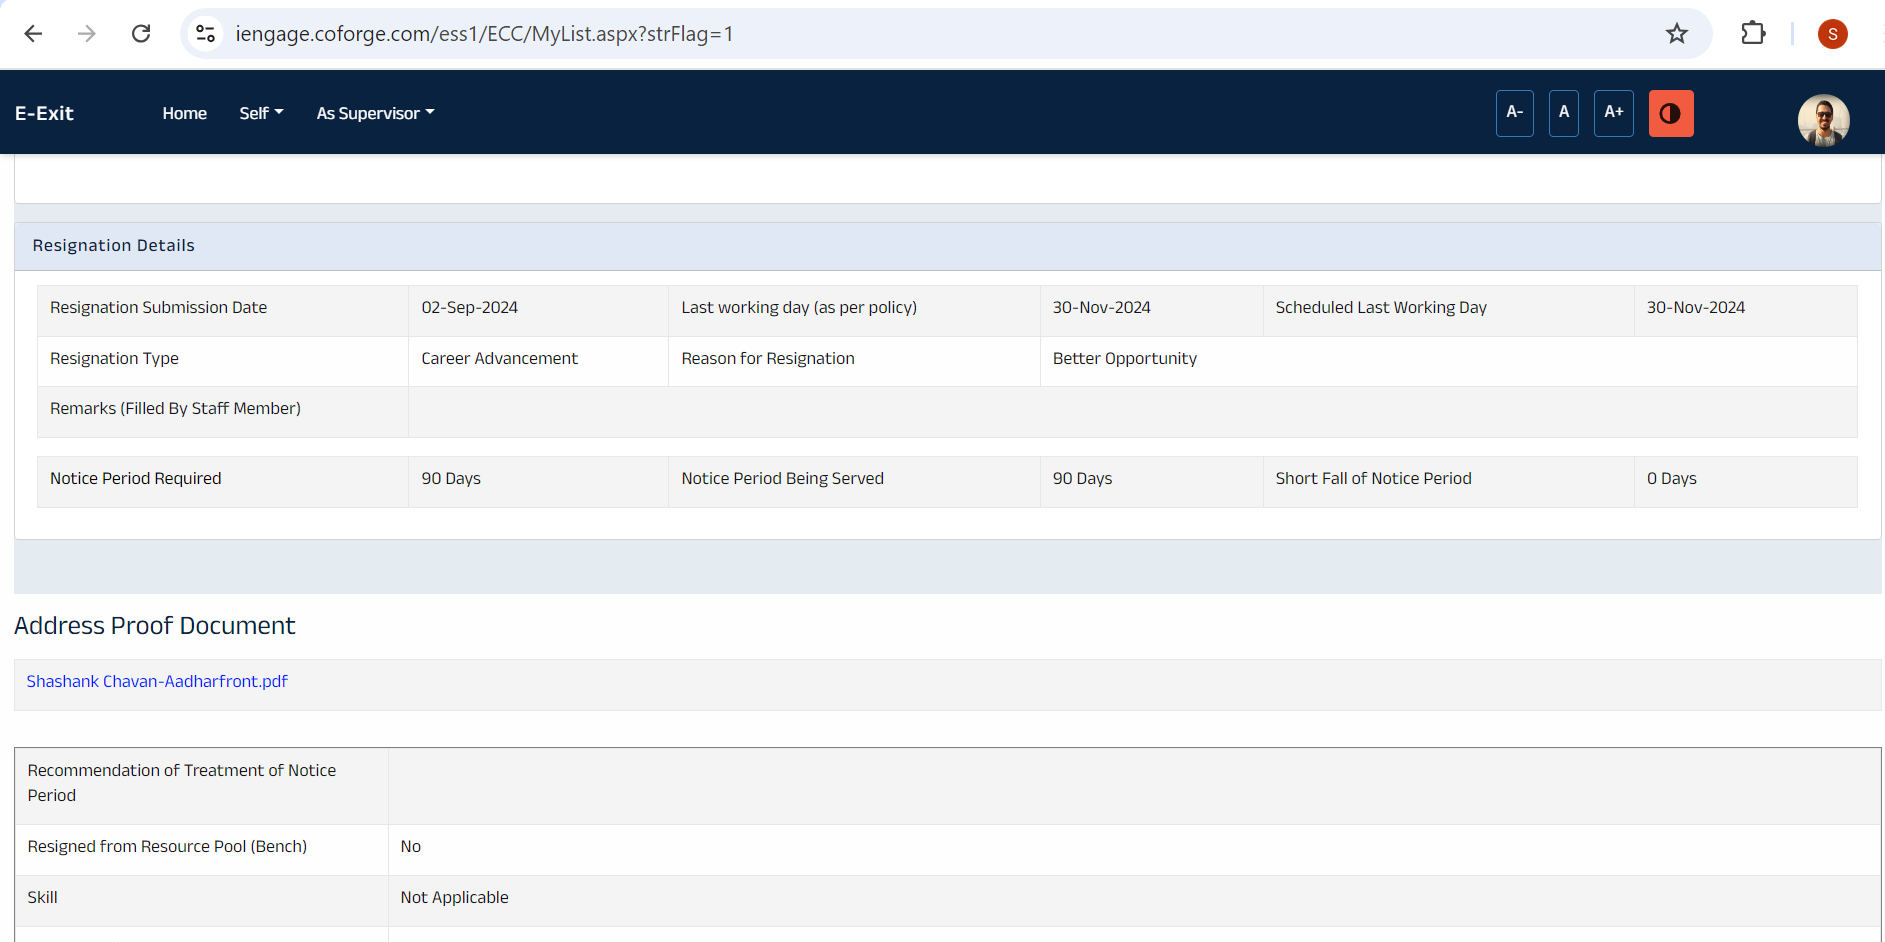 iengage.coforge.com/ess1/ECC/MyList.aspx?strFlag=1
S
E-Exit Home Self As Supervisor A- A A+
Resignation Details
Resignation Submission Date 02-Sep-2024 Last working day (as per policy) 30-Nov-2024 Scheduled Last Working Day 30-Nov-2024
Resignation Type Career Advancement Reason for Resignation Better Opportunity
Remarks (Filled By Staff Member)
Notice Period Required 90 Days Notice Period Being Served 90 Days Short Fall of Notice Period 0 Days
Address Proof Document
Shashank Chavan-Aadharfront.pdf
Recommendation of Treatment of Notice
Period
Resigned from Resource Pool (Bench) No
Skill Not Applicable